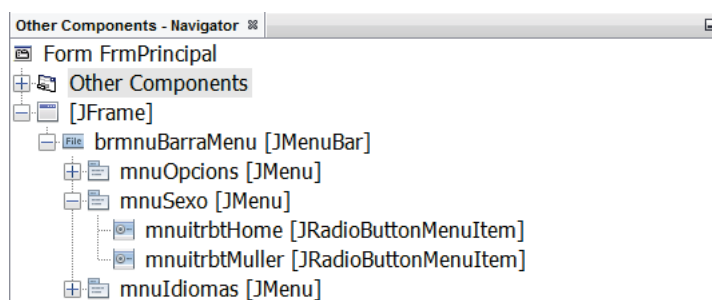 Other Components - Navigator
Form FrmPrincipal
Other Components
[JFrame]
File brmnuBarraMenu [JMenuBar]
mnuOpcions [JMenu]
mnuSexo [JMenu]
mnuitrbtHome [JRadioButtonMenuItem]
mnuitrbtMuller [JRadioButtonMenuItem]
mnuIdiomas [JMenu]